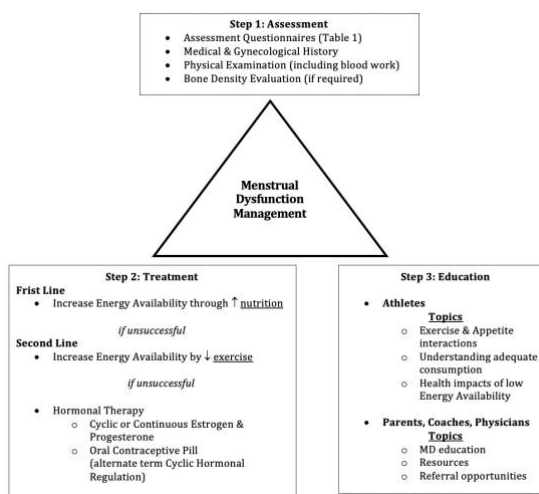 Step 1: Assessment
• Assessment Questionnaires (Table 1)
• Medical & Gynecological History
• Physical Examination (including blood work)
• Bone Density Evaluation (if required)
Menstrual
Dysfunction
Management
Step 2: Treatment
Frist Line
• Increase Energy Availability through ↑ nutrition
if unsuccessful
Second Line
• Increase Energy Availability by ↓ exercise
if unsuccessful
• Hormonal Therapy
o Cyclic or Continuous Estrogen &
Progesterone
o Oral Contraceptive Pill
(alternate term Cyclic Hormonal
Regulation)
Step 3: Education
• Athletes
Topics
o Exercise & Appetite
interactions
o Understanding adequate
consumption
o Health impacts of low
Energy Availability
• Parents, Coaches, Physicians
Topics
o MD education
o Resources
o Referral opportunities